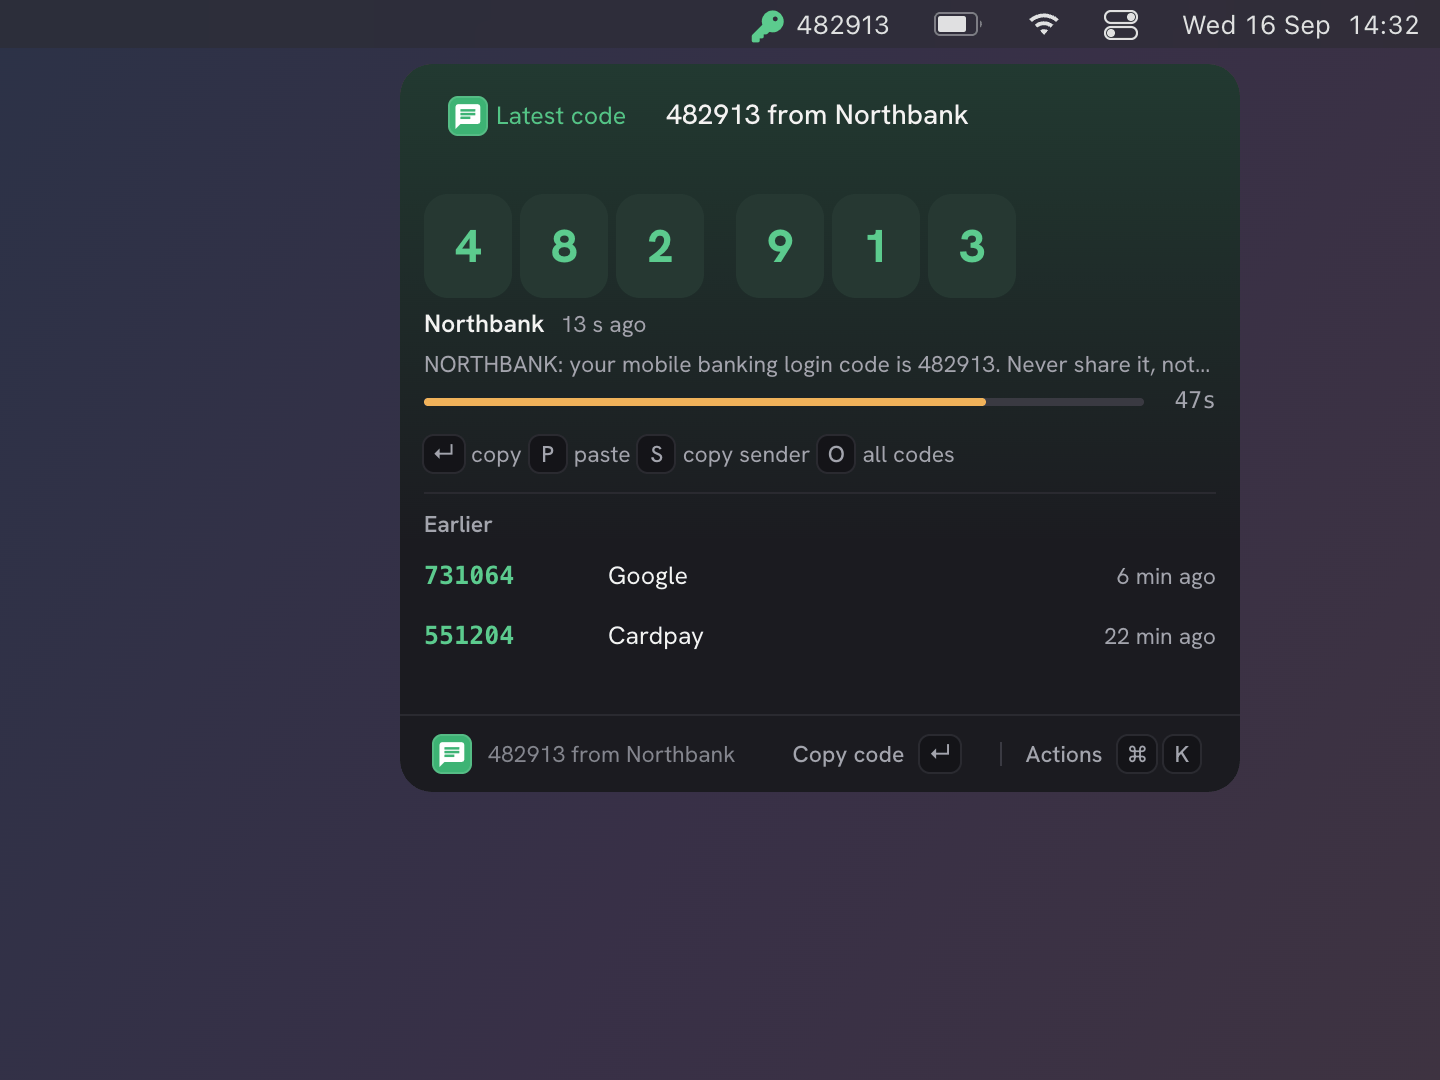 482913 Wed 16 Sep 14:32
Latest code 482913 from Northbank
4 8 2 9 1 3
Northbank 13 s ago
NORTHBANK: your mobile banking login code is 482913. Never share it, not…
47s
copy P paste S copy sender O all codes
Earlier
731064 Google 6 min ago
551204 Cardpay 22 min ago
482913 from Northbank Copy code Actions ⌘ K